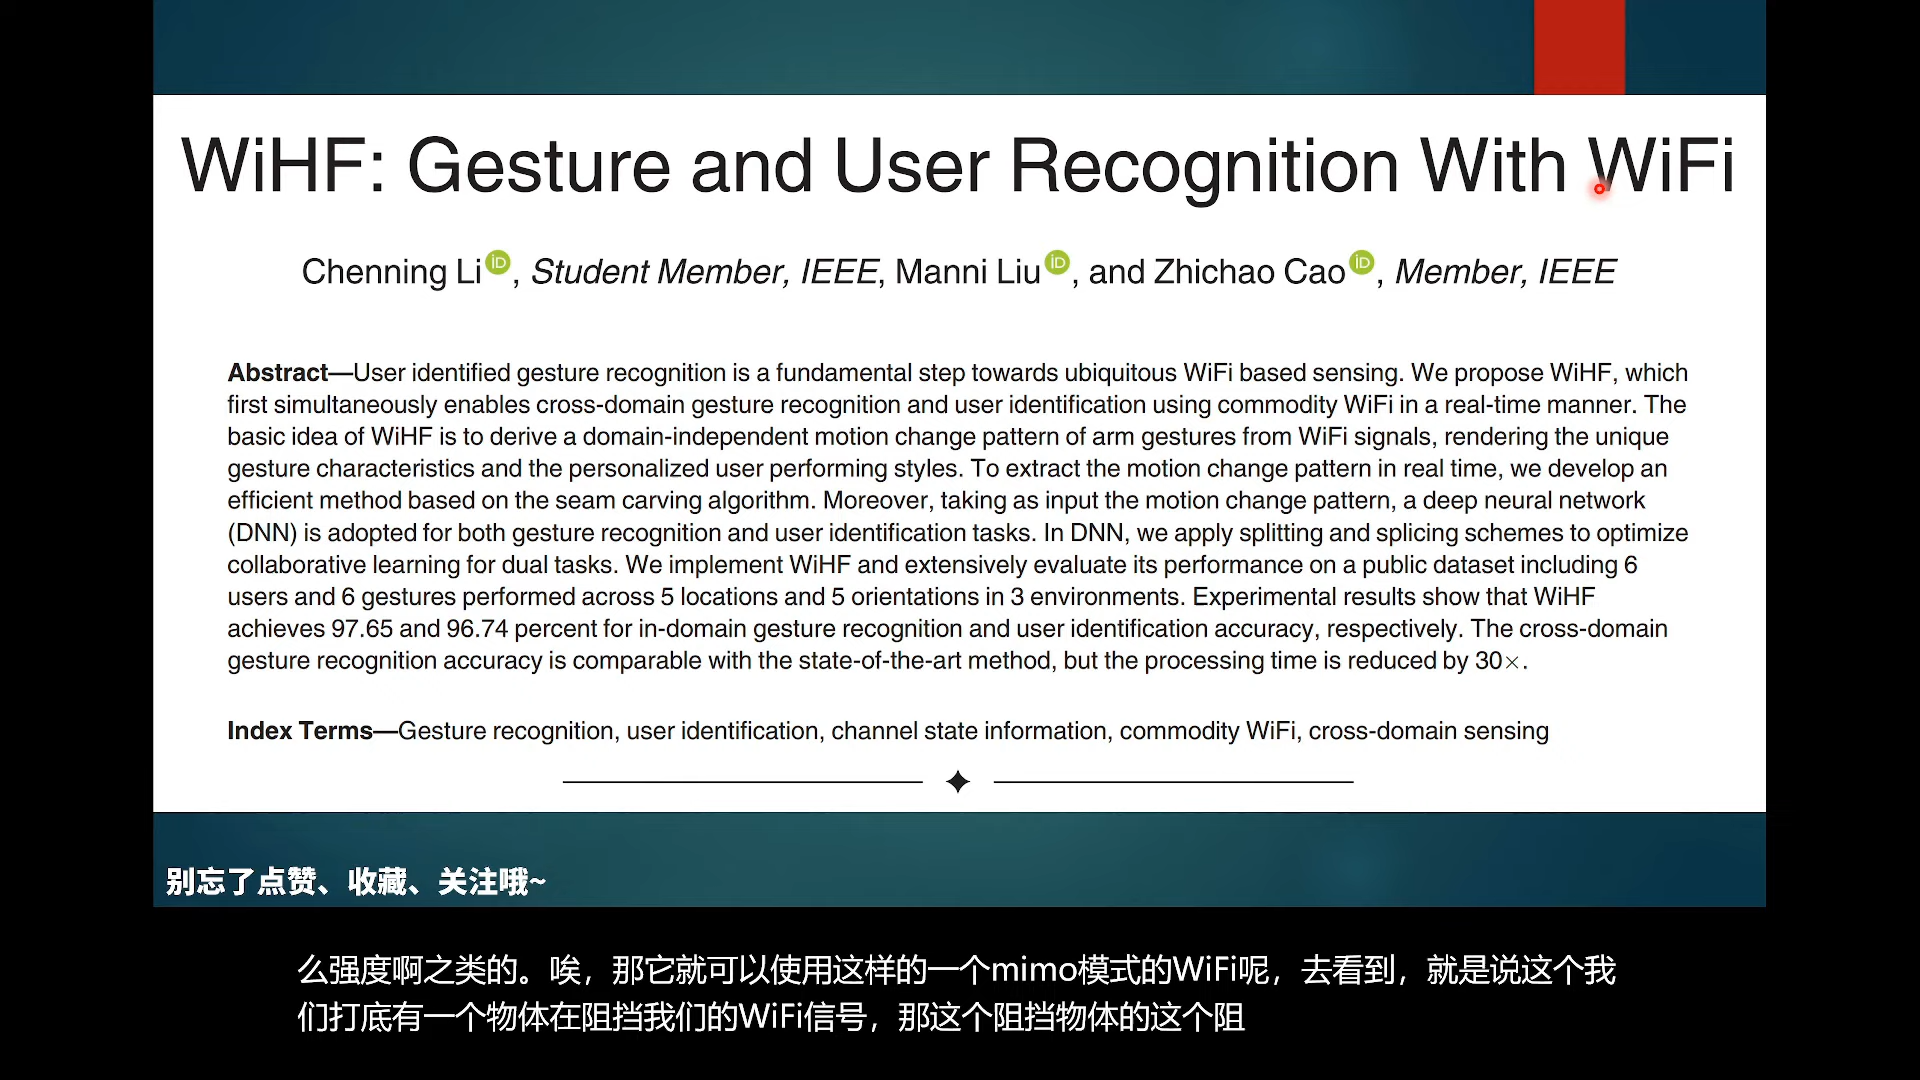 WiHF: Gesture and User Recognition With WiFi
Chenning Li iD, Student Member, IEEE, Manni Liu iD, and Zhichao Cao iD, Member, IEEE
Abstract—User identified gesture recognition is a fundamental step towards ubiquitous WiFi based sensing. We propose WiHF, which
first simultaneously enables cross-domain gesture recognition and user identification using commodity WiFi in a real-time manner. The
basic idea of WiHF is to derive a domain-independent motion change pattern of arm gestures from WiFi signals, rendering the unique
gesture characteristics and the personalized user performing styles. To extract the motion change pattern in real time, we develop an
efficient method based on the seam carving algorithm. Moreover, taking as input the motion change pattern, a deep neural network
(DNN) is adopted for both gesture recognition and user identification tasks. In DNN, we apply splitting and splicing schemes to optimize
collaborative learning for dual tasks. We implement WiHF and extensively evaluate its performance on a public dataset including 6
users and 6 gestures performed across 5 locations and 5 orientations in 3 environments. Experimental results show that WiHF
achieves 97.65 and 96.74 percent for in-domain gesture recognition and user identification accuracy, respectively. The cross-domain
gesture recognition accuracy is comparable with the state-of-the-art method, but the processing time is reduced by 30×.
Index Terms—Gesture recognition, user identification, channel state information, commodity WiFi, cross-domain sensing
别忘了点赞、收藏、关注哦~
么强度啊之类的。唉，那它就可以使用这样的一个mimo模式的WiFi呢，去看到，就是说这个我
们打底有一个物体在阻挡我们的WiFi信号，那这个阻挡物体的这个阻